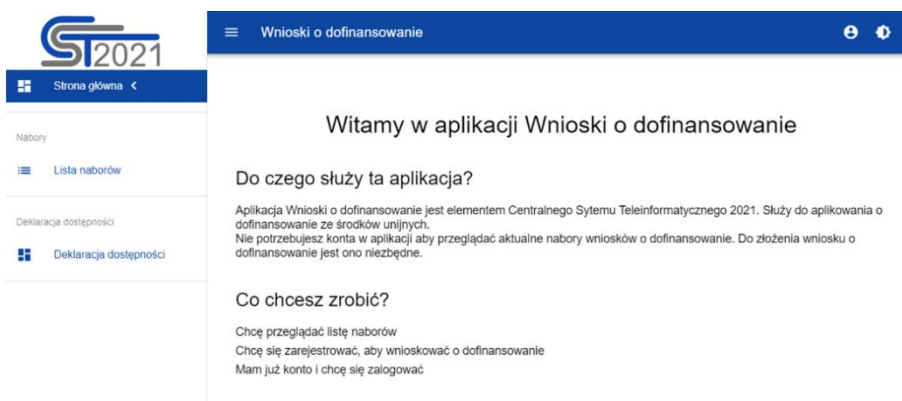 CST2021
Wnioski o dofinansowanie
Strona główna
Nabory
Lista naborów
Deklaracja dostępności
Deklaracja dostępności
Witamy w aplikacji Wnioski o dofinansowanie
Do czego służy ta aplikacja?
Aplikacja Wnioski o dofinansowanie jest elementem Centralnego Sytemu Teleinformatycznego 2021. Służy do aplikowania o
dofinansowanie ze środków unijnych.
Nie potrzebujesz konta w aplikacji aby przeglądać aktualne nabory wniosków o dofinansowanie. Do złożenia wniosku o
dofinansowanie jest ono niezbędne.
Co chcesz zrobić?
Chcę przeglądać listę naborów
Chcę się zarejestrować, aby wnioskować o dofinansowanie
Mam już konto i chcę się zalogować